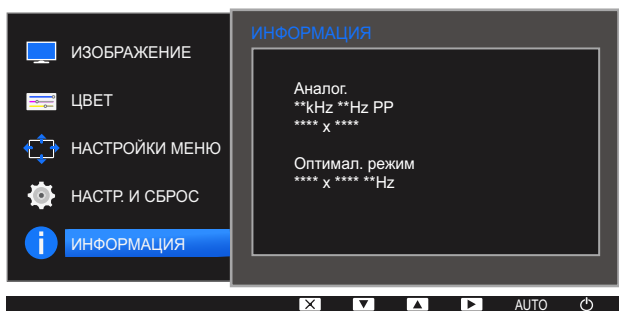 ИЗОБРАЖЕНИЕ
ЦВЕТ
НАСТРОЙКИ МЕНЮ
НАСТР. И СБРОС
ИНФОРМАЦИЯ
ИНФОРМАЦИЯ
Аналог.
**kHz **Hz PP
**** x ****
Оптимал. режим
**** x **** **Hz
AUTO